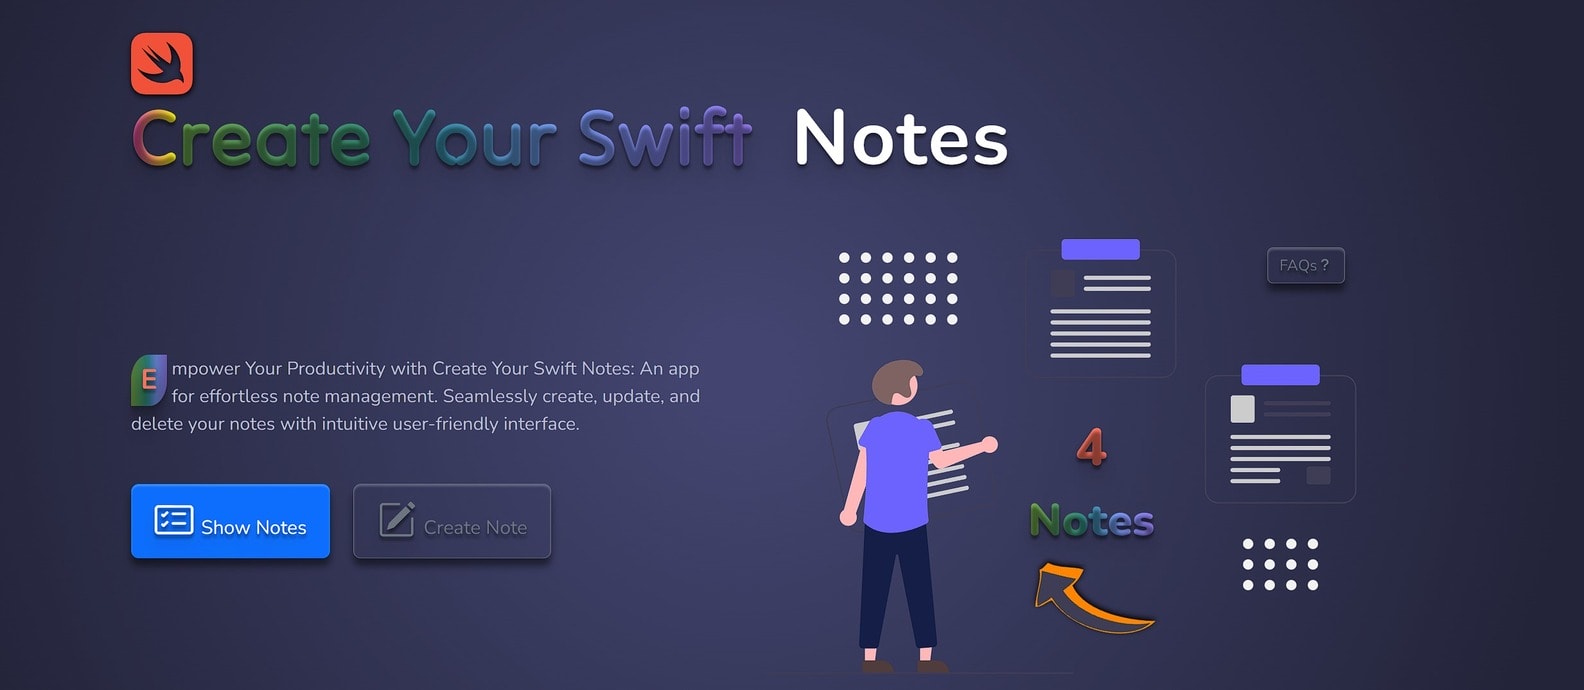 Create Your Swift Notes
FAQs ?
Empower Your Productivity with Create Your Swift Notes: An app
for effortless note management. Seamlessly create, update, and
delete your notes with intuitive user-friendly interface.
4
Notes
Show Notes
Create Note